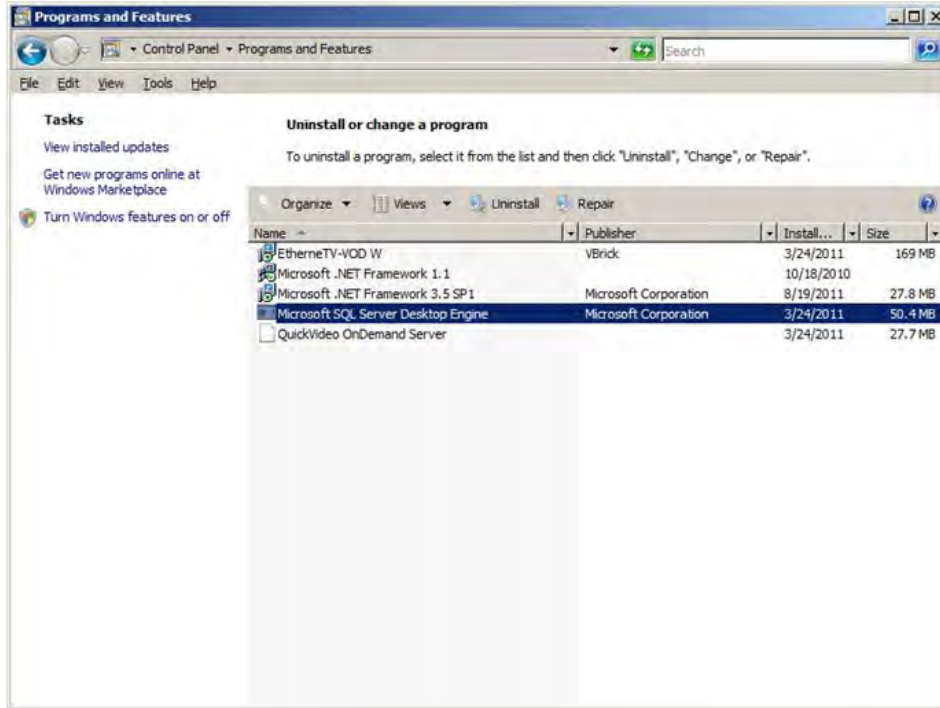 Programs and Features
Control Panel Programs and Features
Search
File Edit View Tools Help
Tasks
View installed updates
Get new programs online at
Windows Marketplace
Turn Windows features on or off
Uninstall or change a program
To uninstall a program, select it from the list and then click "Uninstall", "Change", or "Repair".
Organize Views Uninstall Repair
Name Publisher Install... Size
EtherneTV-VOD W VBrick 3/24/2011 169 MB
Microsoft .NET Framework 1.1 10/18/2010
Microsoft .NET Framework 3.5 SP1 Microsoft Corporation 8/19/2011 27.8 MB
Microsoft SQL Server Desktop Engine Microsoft Corporation 3/24/2011 50.4 MB
QuickVideo OnDemand Server 3/24/2011 27.7 MB